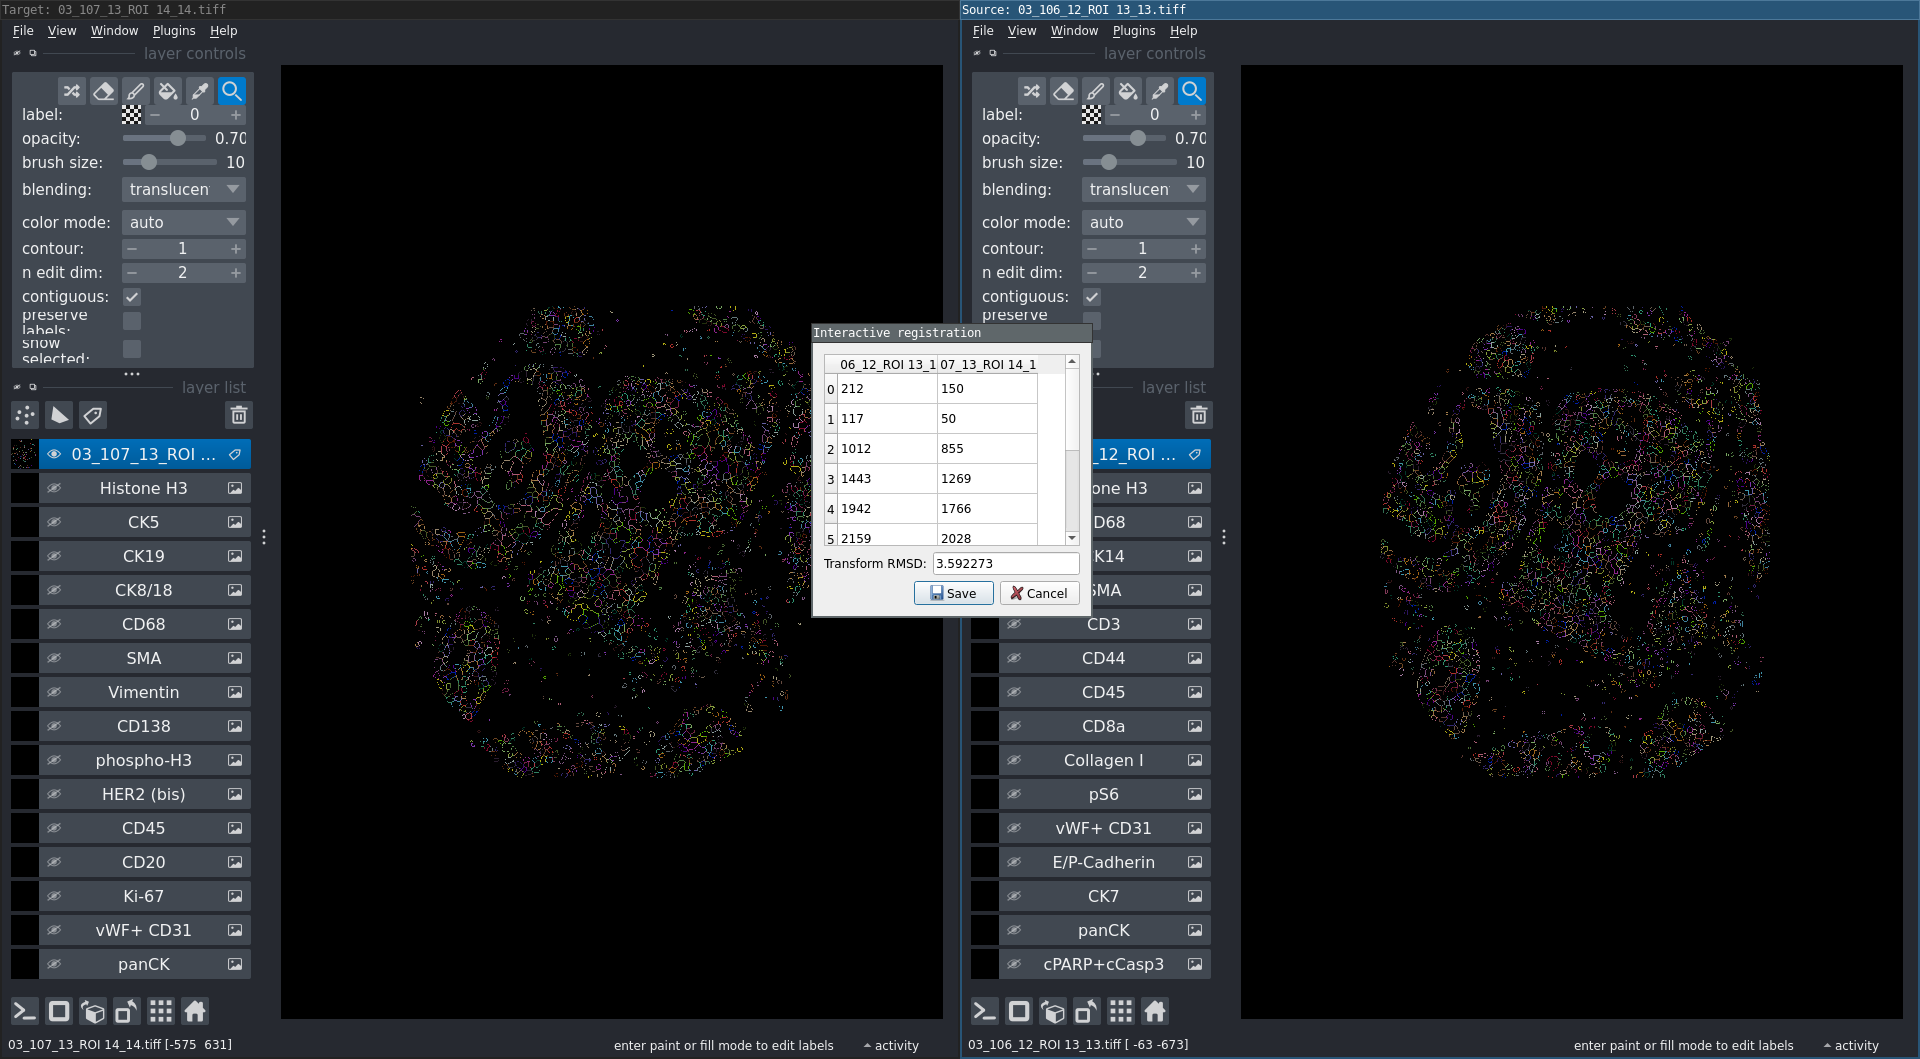 Target: 03_107_13_ROI 14_14.tiff
File View Window Plugins Help
layer controls
label: 0
opacity: 0.70
brush size: 10
blending: translucen
color mode: auto
contour: 1
n edit dim: 2
contiguous:
preserve
labels:
show
selected:
layer list
03_107_13_ROI ...
Histone H3
CK5
CK19
CK8/18
CD68
SMA
Vimentin
CD138
phospho-H3
HER2 (bis)
CD45
CD20
Ki-67
vWF+ CD31
panCK
03_107_13_ROI 14_14.tiff [-575 631]
enter paint or fill mode to edit labels
activity
Interactive registration
06_12_ROI 13_1 07_13_ROI 14_1
0 212 150
1 117 50
2 1012 855
3 1443 1269
4 1942 1766
5 2159 2028
Transform RMSD: 3.592273
Save Cancel
Source: 03_106_12_ROI 13_13.tiff
File View Window Plugins Help
layer controls
label: 0
opacity: 0.70
brush size: 10
blending: translucen
color mode: auto
contour: 1
n edit dim: 2
contiguous:
preserve
layer list
_12_ROI ...
one H3
D68
K14
SMA
CD3
CD44
CD45
CD8a
Collagen I
pS6
vWF+ CD31
E/P-Cadherin
CK7
panCK
cPARP+cCasp3
03_106_12_ROI 13_13.tiff [ -63 -673]
enter paint or fill mode to edit labels
activity